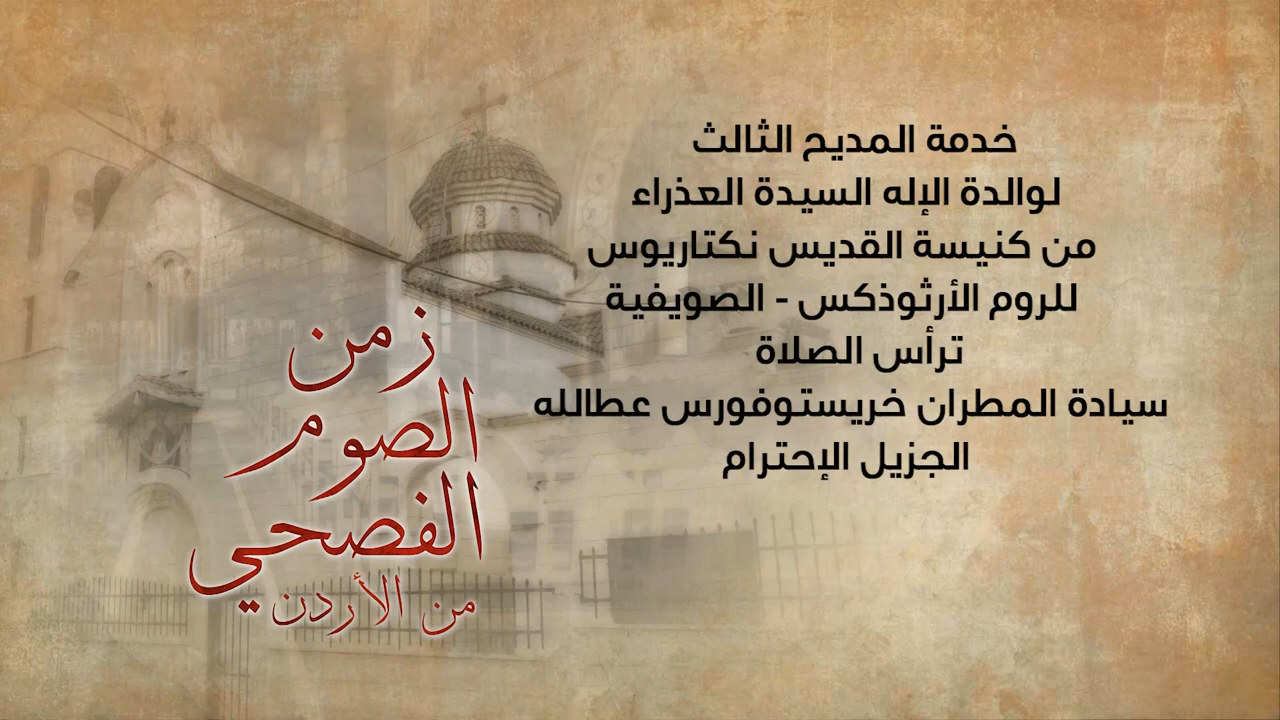 خدمة المديح الثالث
لوالدة الإله السيدة العذراء
من كنيسة القديس نكتاريوس
للروم الأرثوذكس - الصويفية
ترأس الصلاة
سيادة المطران خريستوفورس عطالله
الجزيل الإحترام
زمن
الصوم
الفصحي
من الأردن